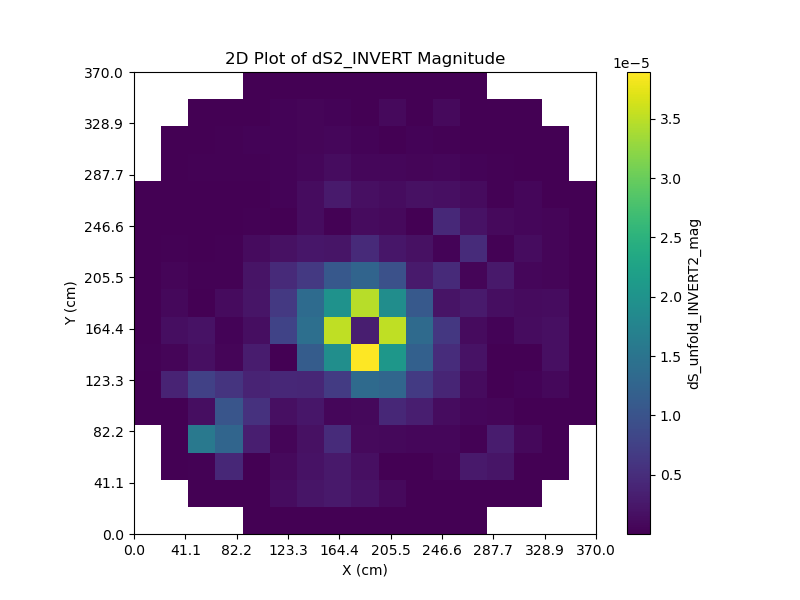 2D Plot of dS2_INVERT Magnitude
1e−5
370.0
328.9
287.7
246.6
205.5
164.4
123.3
82.2
41.1
0.0
Y (cm)
0.0 41.1 82.2 123.3 164.4 205.5 246.6 287.7 328.9 370.0
X (cm)
3.5
3.0
2.5
2.0
1.5
1.0
0.5
dS_unfold_INVERT2_mag